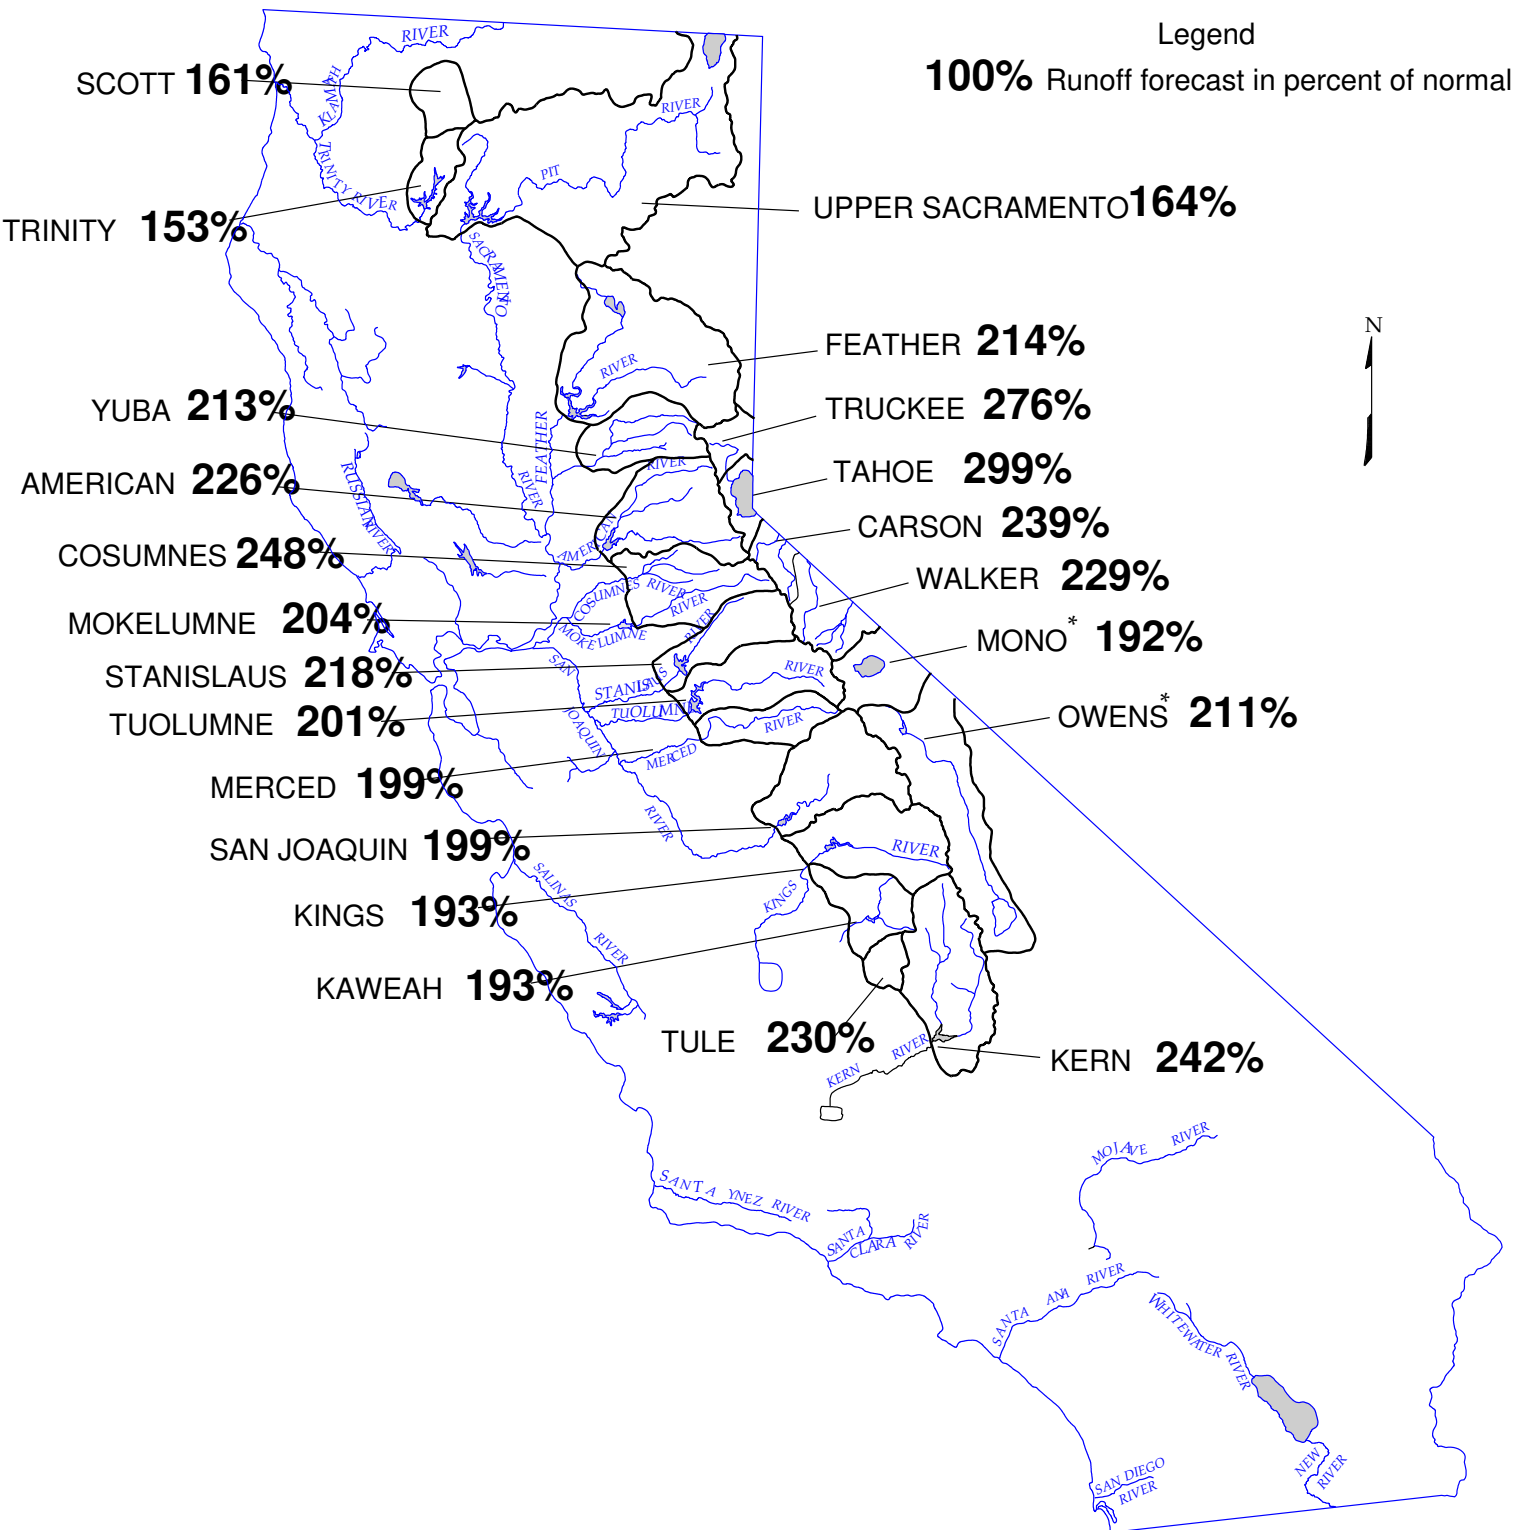 Legend
100% Runoff forecast in percent of normal
SCOTT 161%
TRINITY 153%
UPPER SACRAMENTO 164%
FEATHER 214%
YUBA 213%
TRUCKEE 276%
AMERICAN 226%
TAHOE 299%
CARSON 239%
COSUMNES 248%
WALKER 229%
MOKELUMNE 204%
MONO* 192%
STANISLAUS 218%
TUOLUMNE 201%
OWENS* 211%
MERCED 199%
SAN JOAQUIN 199%
KINGS 193%
KAWEAH 193%
TULE 230%
KERN 242%
N
KLAMATH RIVER
TRINITY RIVER
PIT RIVER
SACRAMENTO RIVER
FEATHER RIVER
RIVER
RUSSIAN RIVER
AMERICAN
COSUMNES RIVER
MOKELUMNE RIVER
STANISLAUS RIVER
TUOLUMNE RIVER
MERCED RIVER
SAN JOAQUIN RIVER
KINGS RIVER
SALINAS RIVER
KERN RIVER
SANTA YNEZ RIVER
SANTA CLARA RIVER
MOJAVE RIVER
SANTA ANA RIVER
WHITEWATER RIVER
NEW RIVER
SAN DIEGO RIVER